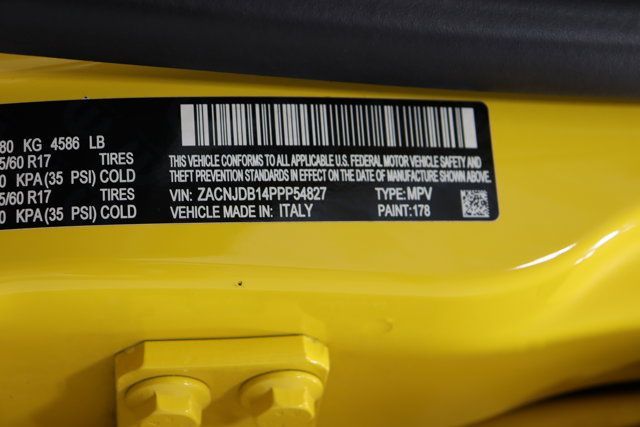 80 KG 4586 LB
5/60 R17 TIRES
0 KPA(35 PSI) COLD
5/60 R17 TIRES
0 KPA(35 PSI) COLD
THIS VEHICLE CONFORMS TO ALL APPLICABLE U.S. FEDERAL MOTOR VEHICLE SAFETY AND
THEFT PREVENTION STANDARDS IN EFFECT ON THE DATE OF MANUFACTURE SHOWN ABOVE.
VIN: ZACNJDB14PPP54827 TYPE: MPV
VEHICLE MADE IN: ITALY PAINT: 178